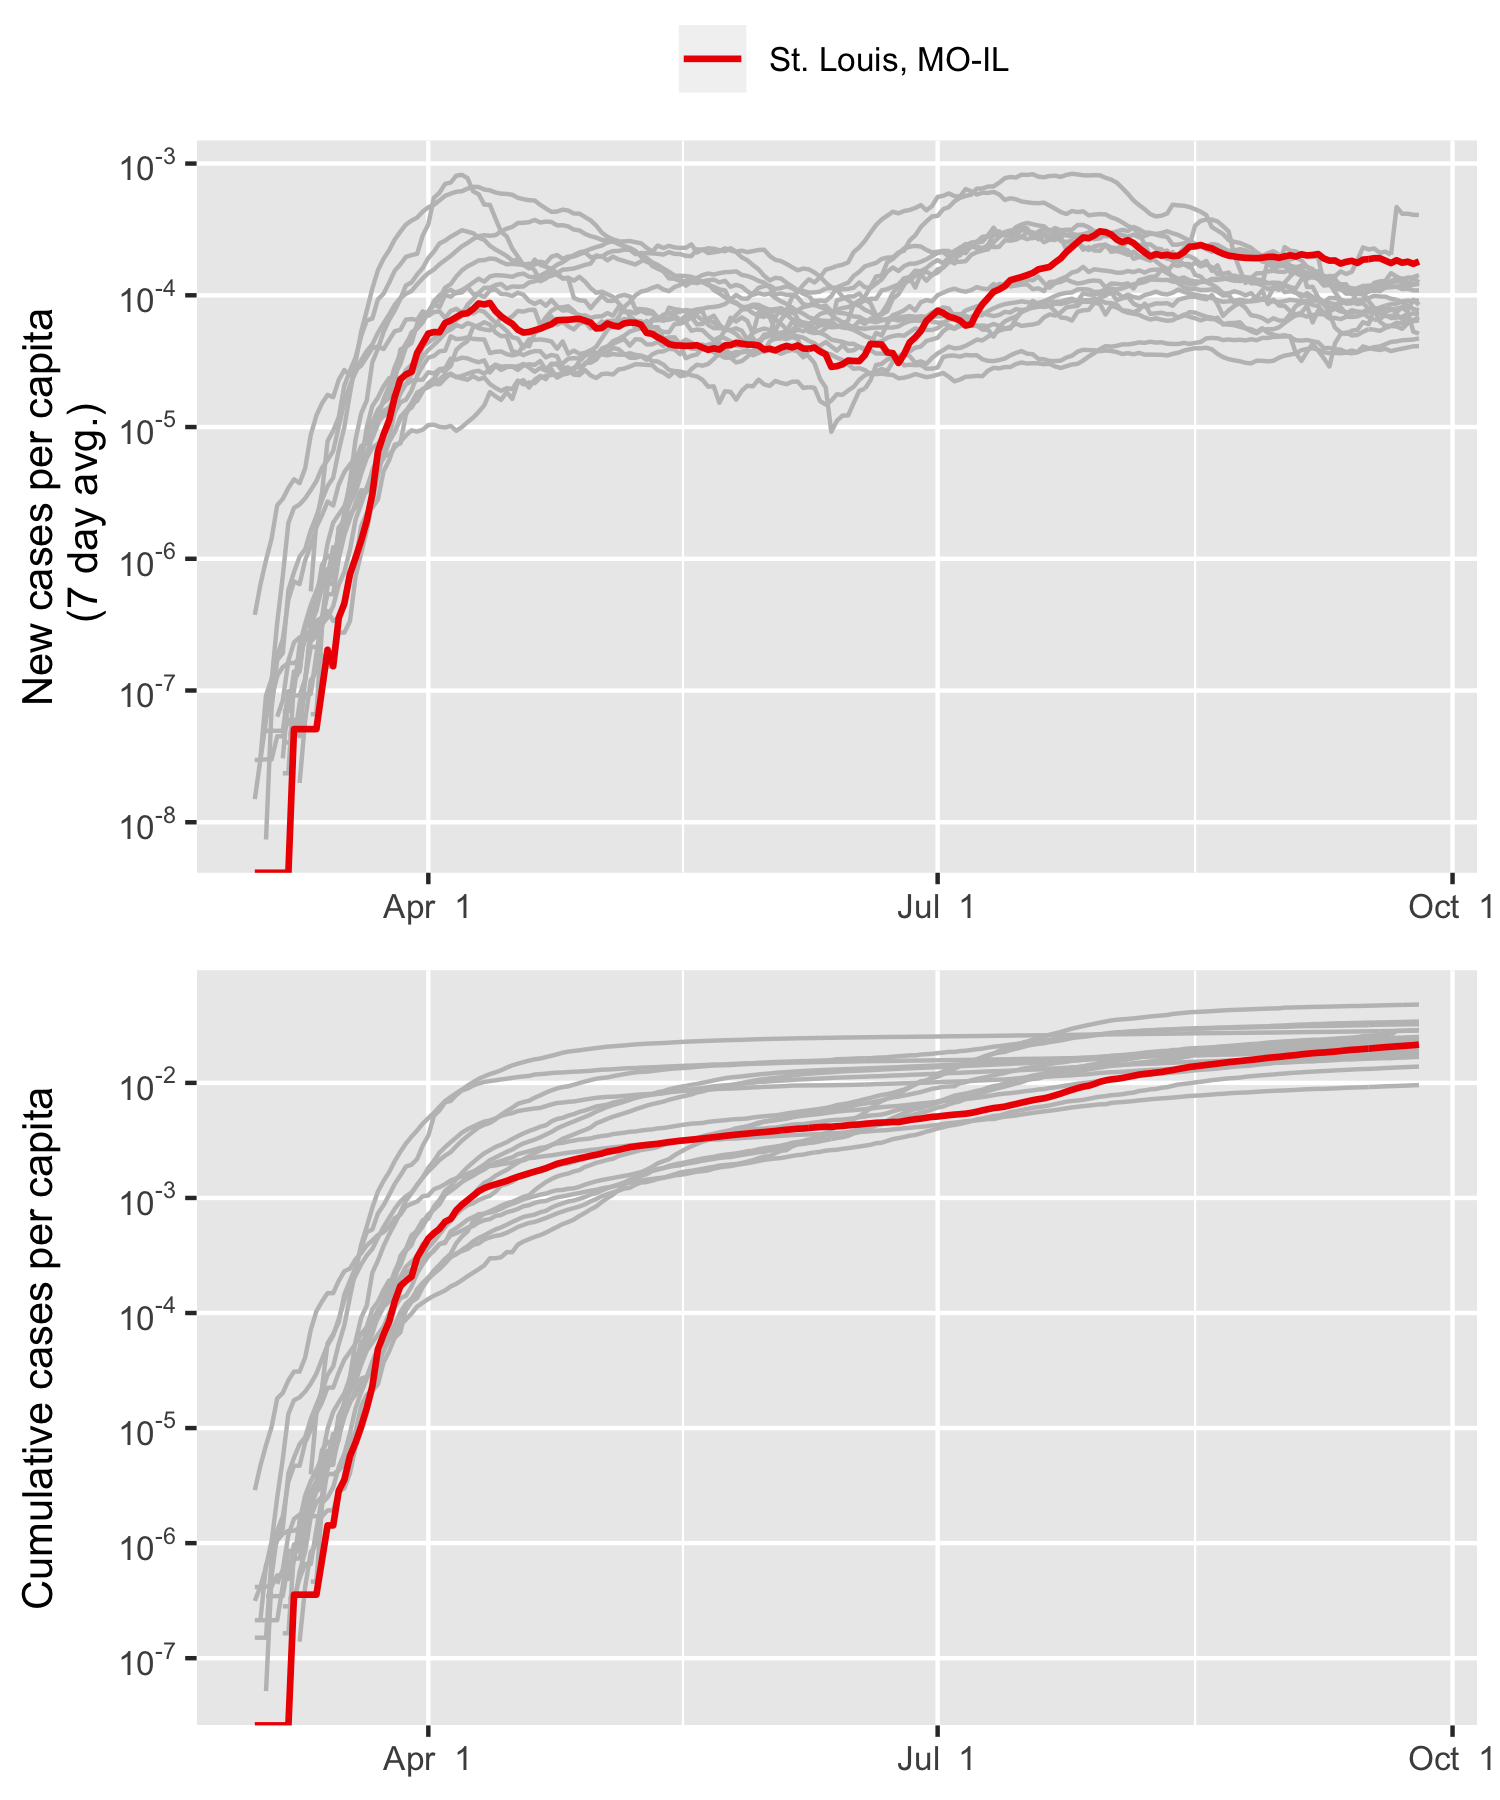 St. Louis, MO-IL
New cases per capita
(7 day avg.)
10-3
10-4
10-5
10-6
10-7
10-8
Apr 1
Jul 1
Oct 1
Cumulative cases per capita
10-2
10-3
10-4
10-5
10-6
10-7
Apr 1
Jul 1
Oct 1